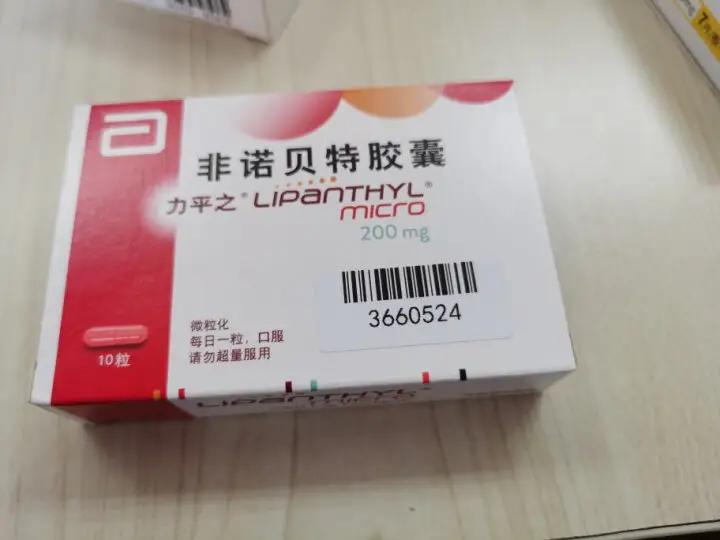 非诺贝特胶囊
力平之® LIPANTHYL®
MICRO
200 mg
3660524
微粒化
每日一粒，口服
请勿超量服用
10粒
LIPANTHYL